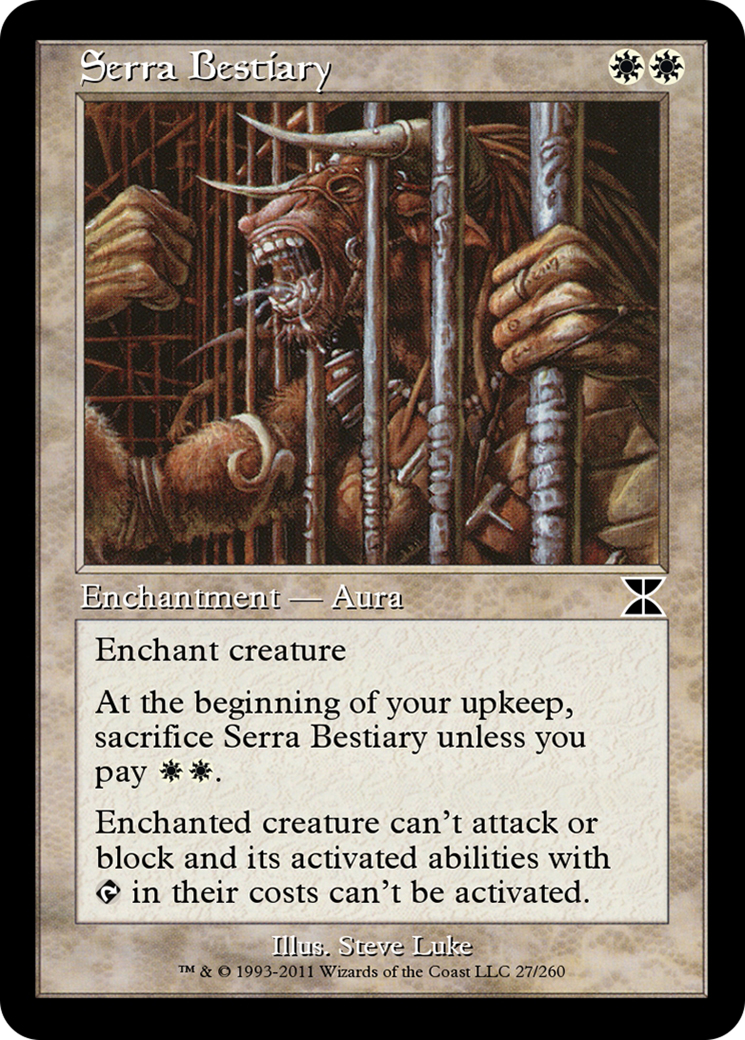 Serra Bestiary
Enchantment — Aura
Enchant creature
At the beginning of your upkeep,
sacrifice Serra Bestiary unless you
pay .
Enchanted creature can't attack or
block and its activated abilities with
in their costs can't be activated.
Illus. Steve Luke
™ & © 1993-2011 Wizards of the Coast LLC 27/260